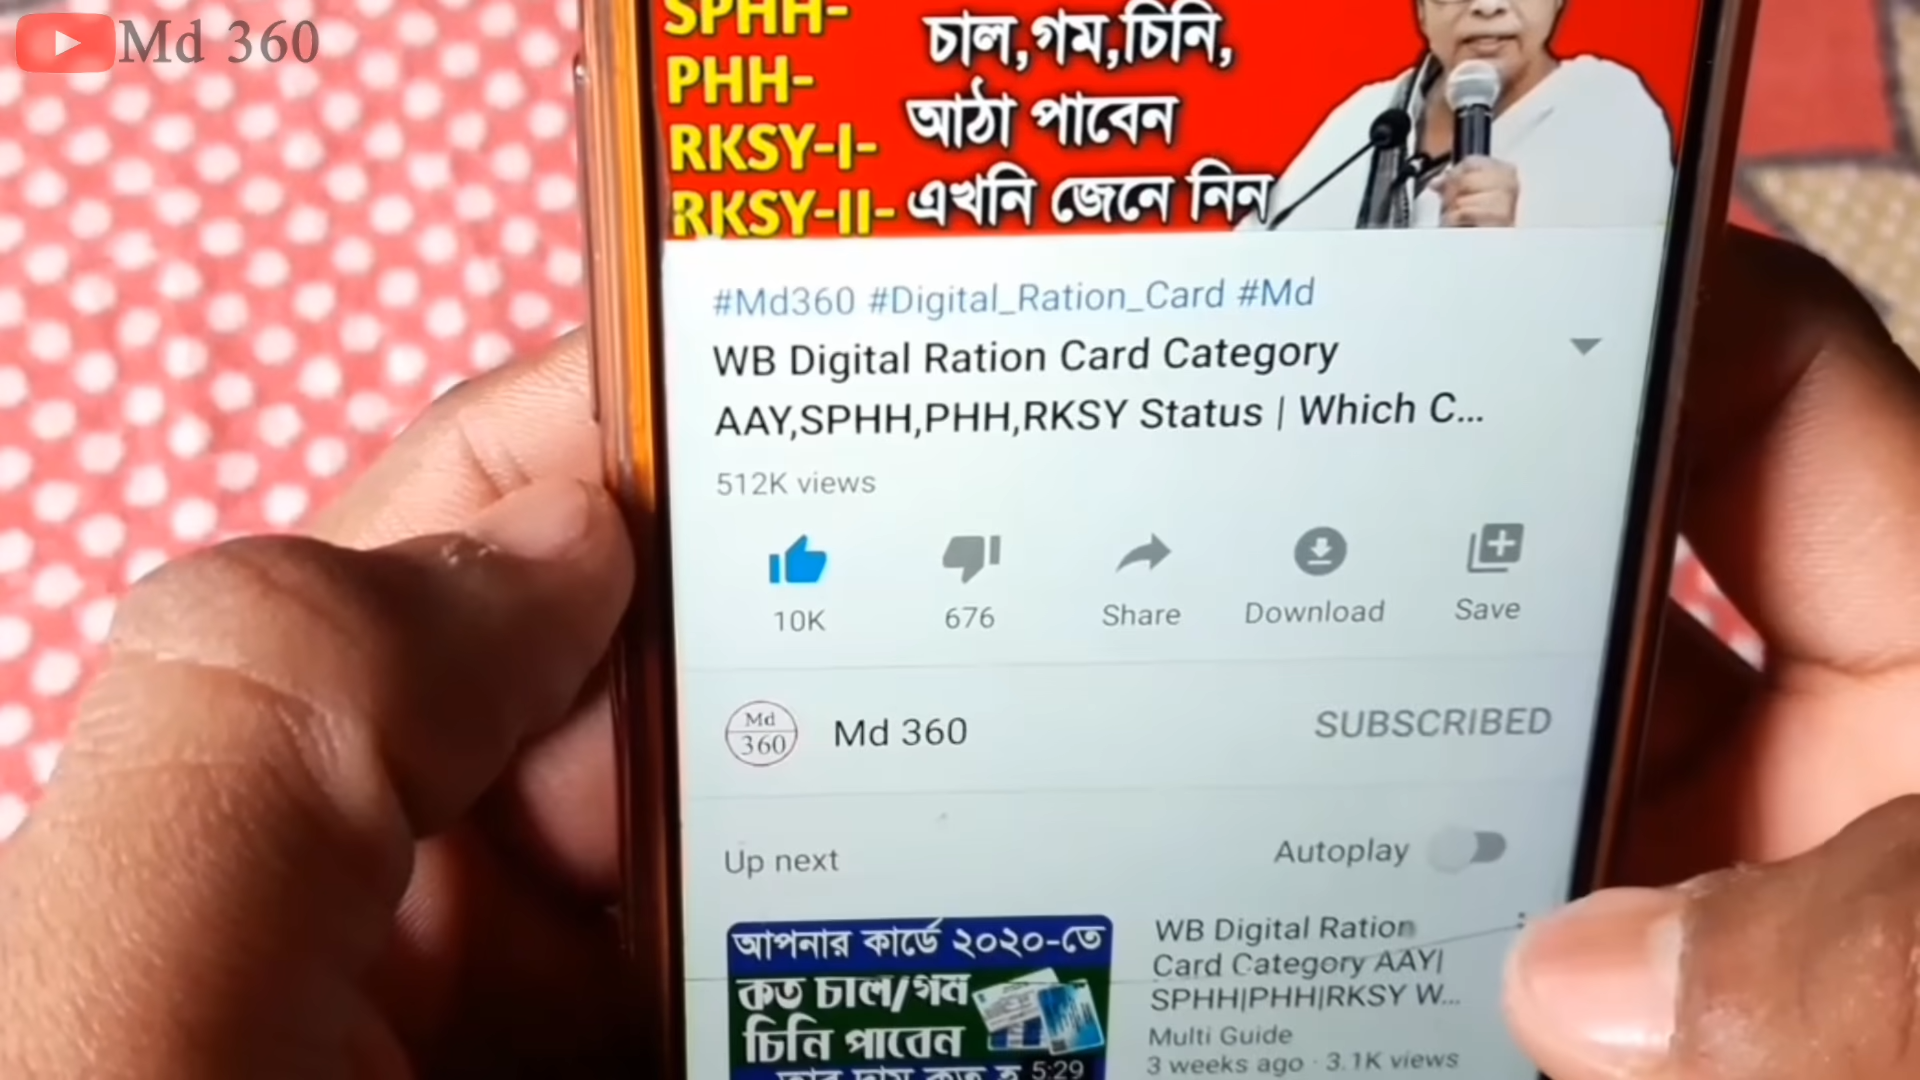 Md 360
SPHH-
PHH-
RKSY-I-
RKSY-II-
চাল,গম,চিনি,
আঠা পাবেন
এখনি জেনে নিন
#Md360 #Digital_Ration_Card #Md
WB Digital Ration Card Category
AAY,SPHH,PHH,RKSY Status | Which C...
512K views
10K
676
Share
Download
Save
Md
360
Md 360
SUBSCRIBED
Up next
Autoplay
আপনার কার্ডে ২০২০-তে
কত চাল/গম
চিনি পাবেন
5:29
WB Digital Ration
Card Category AAY|
SPHH|PHH|RKSY W...
Multi Guide
3 weeks ago · 3.1K views